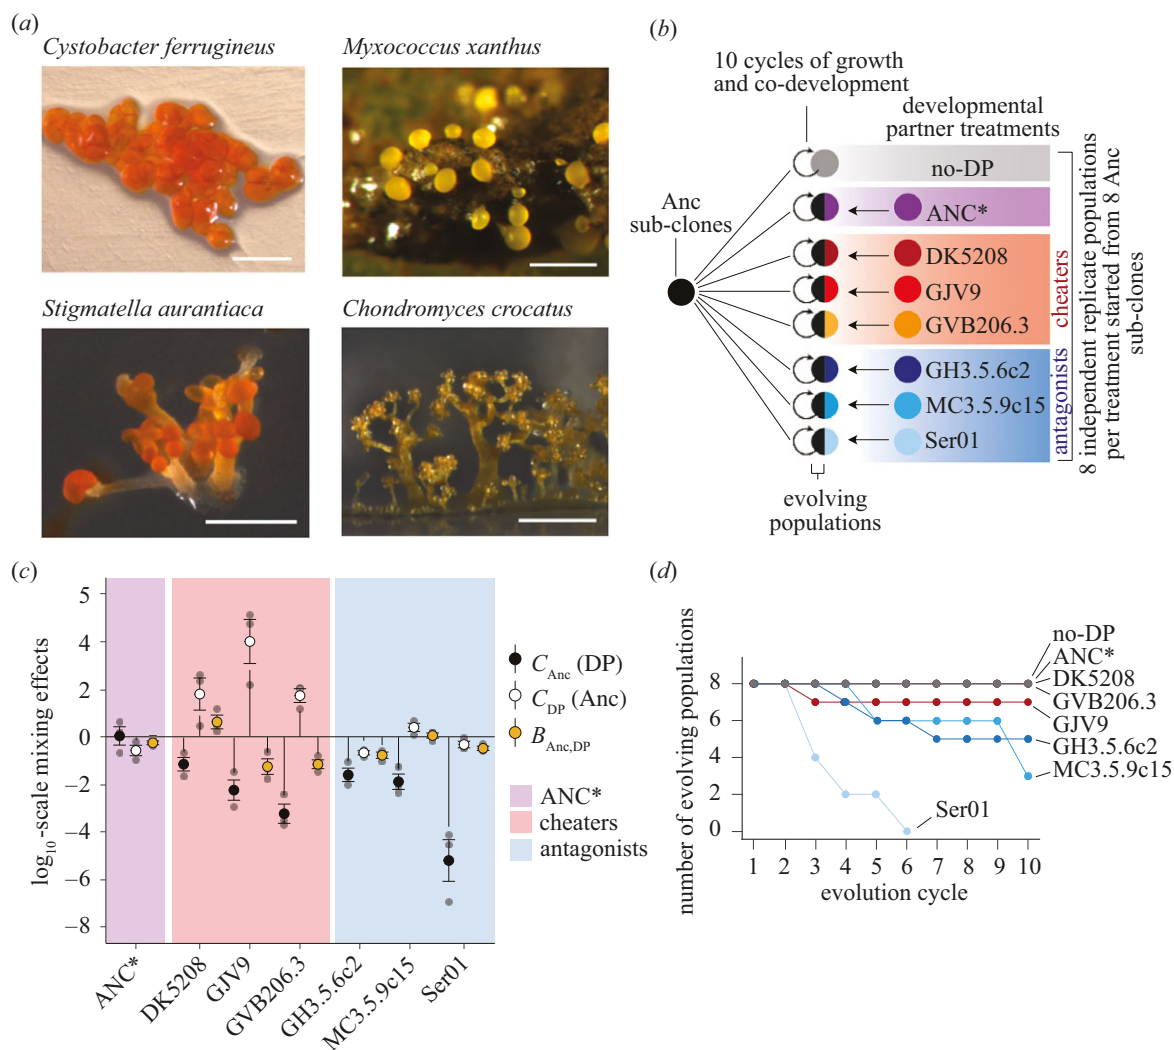 (a)
Cystobacter ferrugineus
Myxococcus xanthus
Stigmatella aurantiaca
Chondromyces crocatus
(b)
10 cycles of growth
and co-development
developmental
partner treatments
Anc
sub-clones
no-DP
ANC*
DK5208
GJV9
GVB206.3
GH3.5.6c2
MC3.5.9c15
Ser01
cheaters
antagonists
8 independent replicate populations
per treatment started from 8 Anc
sub-clones
evolving
populations
(c)
log10-scale mixing effects
5
4
2
0
−2
−4
−6
−8
ANC*
DK5208
GJV9
GVB206.3
GH3.5.6c2
MC3.5.9c15
Ser01
CAnc (DP)
CDP (Anc)
BAnc,DP
ANC*
cheaters
antagonists
(d)
number of evolving populations
8
6
4
2
0
1 2 3 4 5 6 7 8 9 10
evolution cycle
no-DP
ANC*
DK5208
GVB206.3
GJV9
GH3.5.6c2
MC3.5.9c15
Ser01